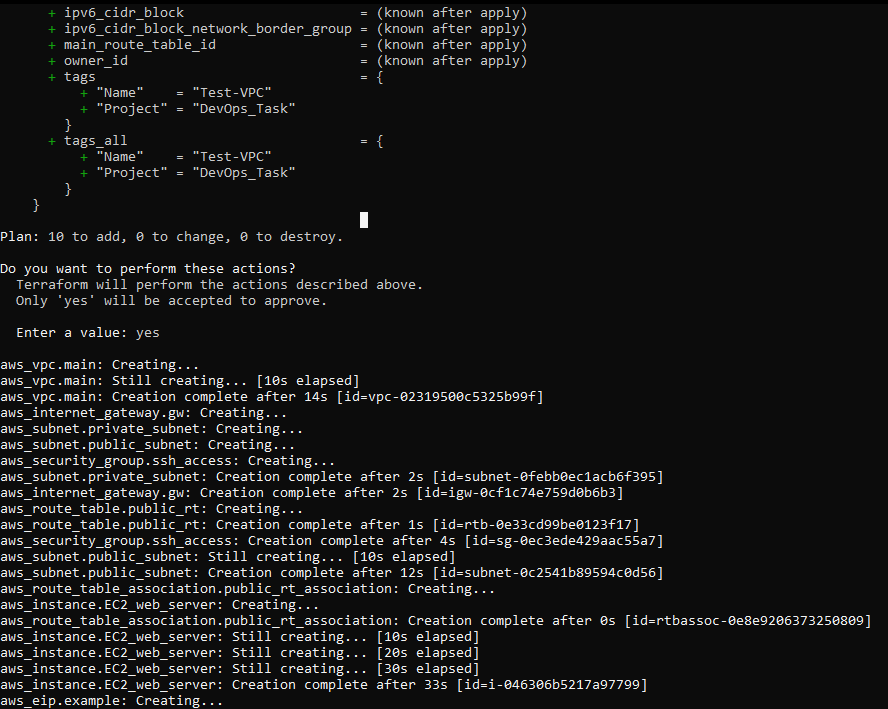 + ipv6_cidr_block                      = (known after apply)
+ ipv6_cidr_block_network_border_group = (known after apply)
+ main_route_table_id                  = (known after apply)
+ owner_id                             = (known after apply)
+ tags                                 = {
+ "Name"    = "Test-VPC"
+ "Project" = "DevOps_Task"
}
+ tags_all                             = {
+ "Name"    = "Test-VPC"
+ "Project" = "DevOps_Task"
}
}
Plan: 10 to add, 0 to change, 0 to destroy.
Do you want to perform these actions?
Terraform will perform the actions described above.
Only 'yes' will be accepted to approve.
Enter a value: yes
aws_vpc.main: Creating...
aws_vpc.main: Still creating... [10s elapsed]
aws_vpc.main: Creation complete after 14s [id=vpc-02319500c5325b99f]
aws_internet_gateway.gw: Creating...
aws_subnet.private_subnet: Creating...
aws_subnet.public_subnet: Creating...
aws_security_group.ssh_access: Creating...
aws_subnet.private_subnet: Creation complete after 2s [id=subnet-0febb0ec1acb6f395]
aws_internet_gateway.gw: Creation complete after 2s [id=igw-0cf1c74e759d0b6b3]
aws_route_table.public_rt: Creating...
aws_route_table.public_rt: Creation complete after 1s [id=rtb-0e33cd99be0123f17]
aws_security_group.ssh_access: Creation complete after 4s [id=sg-0ec3ede429aac55a7]
aws_subnet.public_subnet: Still creating... [10s elapsed]
aws_subnet.public_subnet: Creation complete after 12s [id=subnet-0c2541b89594c0d56]
aws_route_table_association.public_rt_association: Creating...
aws_instance.EC2_web_server: Creating...
aws_route_table_association.public_rt_association: Creation complete after 0s [id=rtbassoc-0e8e9206373250809]
aws_instance.EC2_web_server: Still creating... [10s elapsed]
aws_instance.EC2_web_server: Still creating... [20s elapsed]
aws_instance.EC2_web_server: Still creating... [30s elapsed]
aws_instance.EC2_web_server: Creation complete after 33s [id=i-046306b5217a97799]
aws_eip.example: Creating...